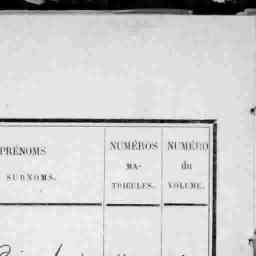 PRÉNOMS
SURNOMS.
NUMÉROS
MA-
TRICULES.
NUMÉRO
du
VOLUME.